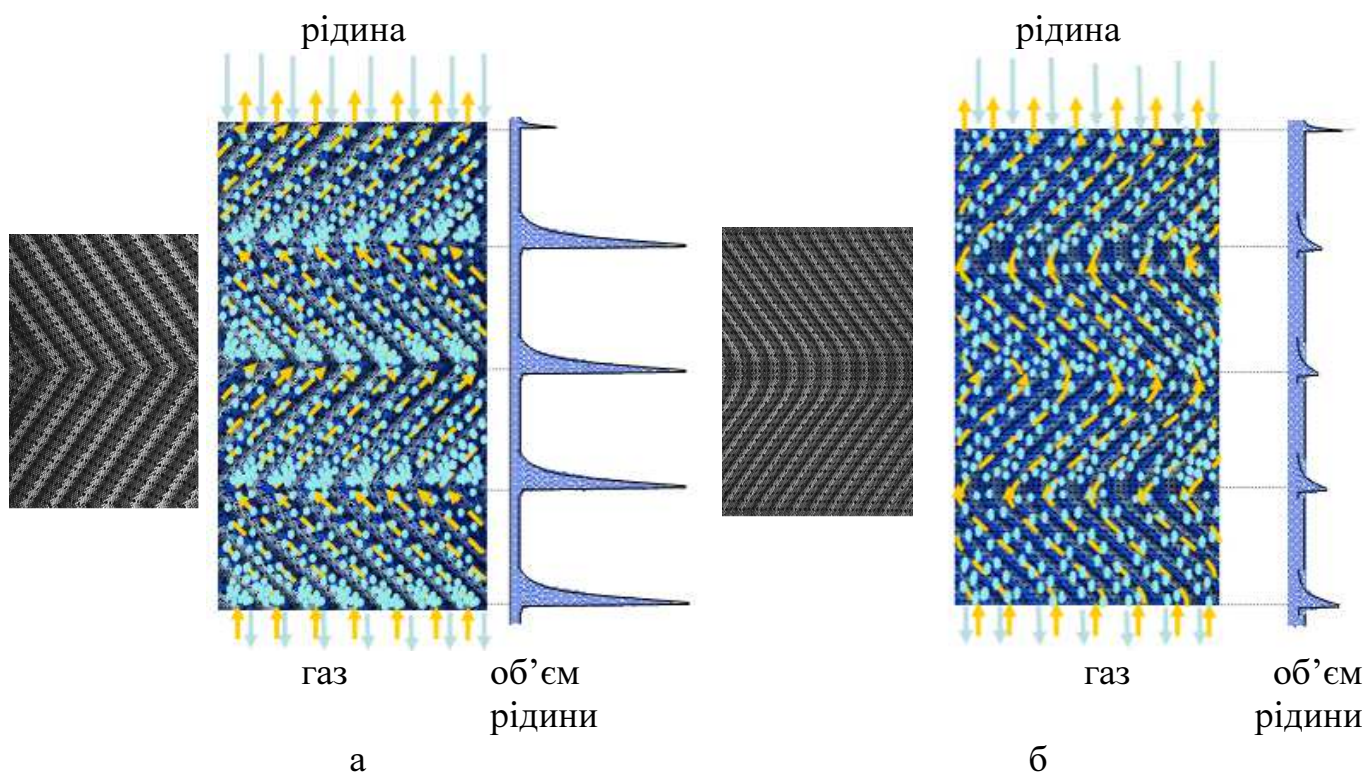 рідина
рідина
газ
об’єм
рідини
газ
об’єм
рідини
а
б